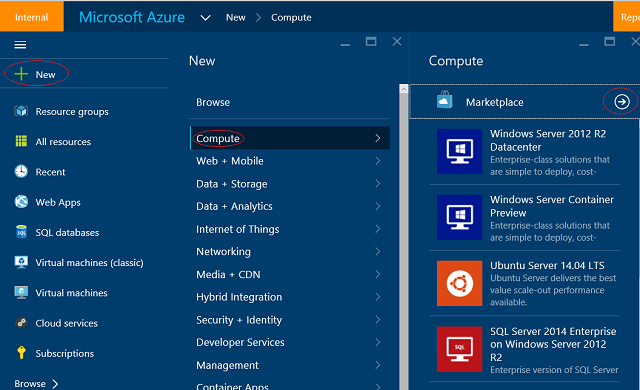 Internal
Microsoft Azure
New
Compute
Repo
New
Resource groups
All resources
Recent
Web Apps
SQL databases
Virtual machines (classic)
Virtual machines
Cloud services
Subscriptions
Browse
New
Browse
Compute
Web + Mobile
Data + Storage
Data + Analytics
Internet of Things
Networking
Media + CDN
Hybrid Integration
Security + Identity
Developer Services
Management
Container Apps
Compute
Marketplace
Windows Server 2012 R2
Datacenter
Enterprise-class solutions that
are simple to deploy, cost-
Windows Server Container
Preview
Enterprise-class solutions that
are simple to deploy, cost-
Ubuntu Server 14.04 LTS
Ubuntu Server delivers the best
value scale-out performance
available.
SQL
SQL Server 2014 Enterprise
on Windows Server 2012
R2
Enterprise version of SQL Server